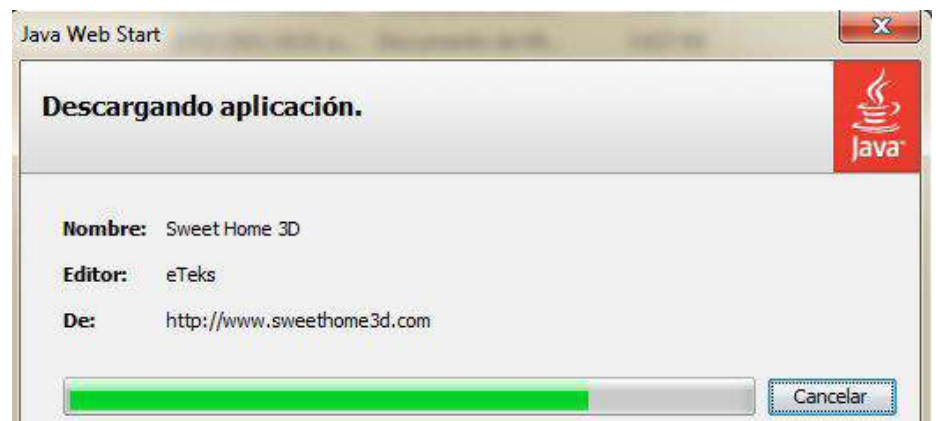 Java Web Start
Descargando aplicación.
Java
Nombre: Sweet Home 3D
Editor: eTeks
De: http://www.sweethome3d.com
Cancelar